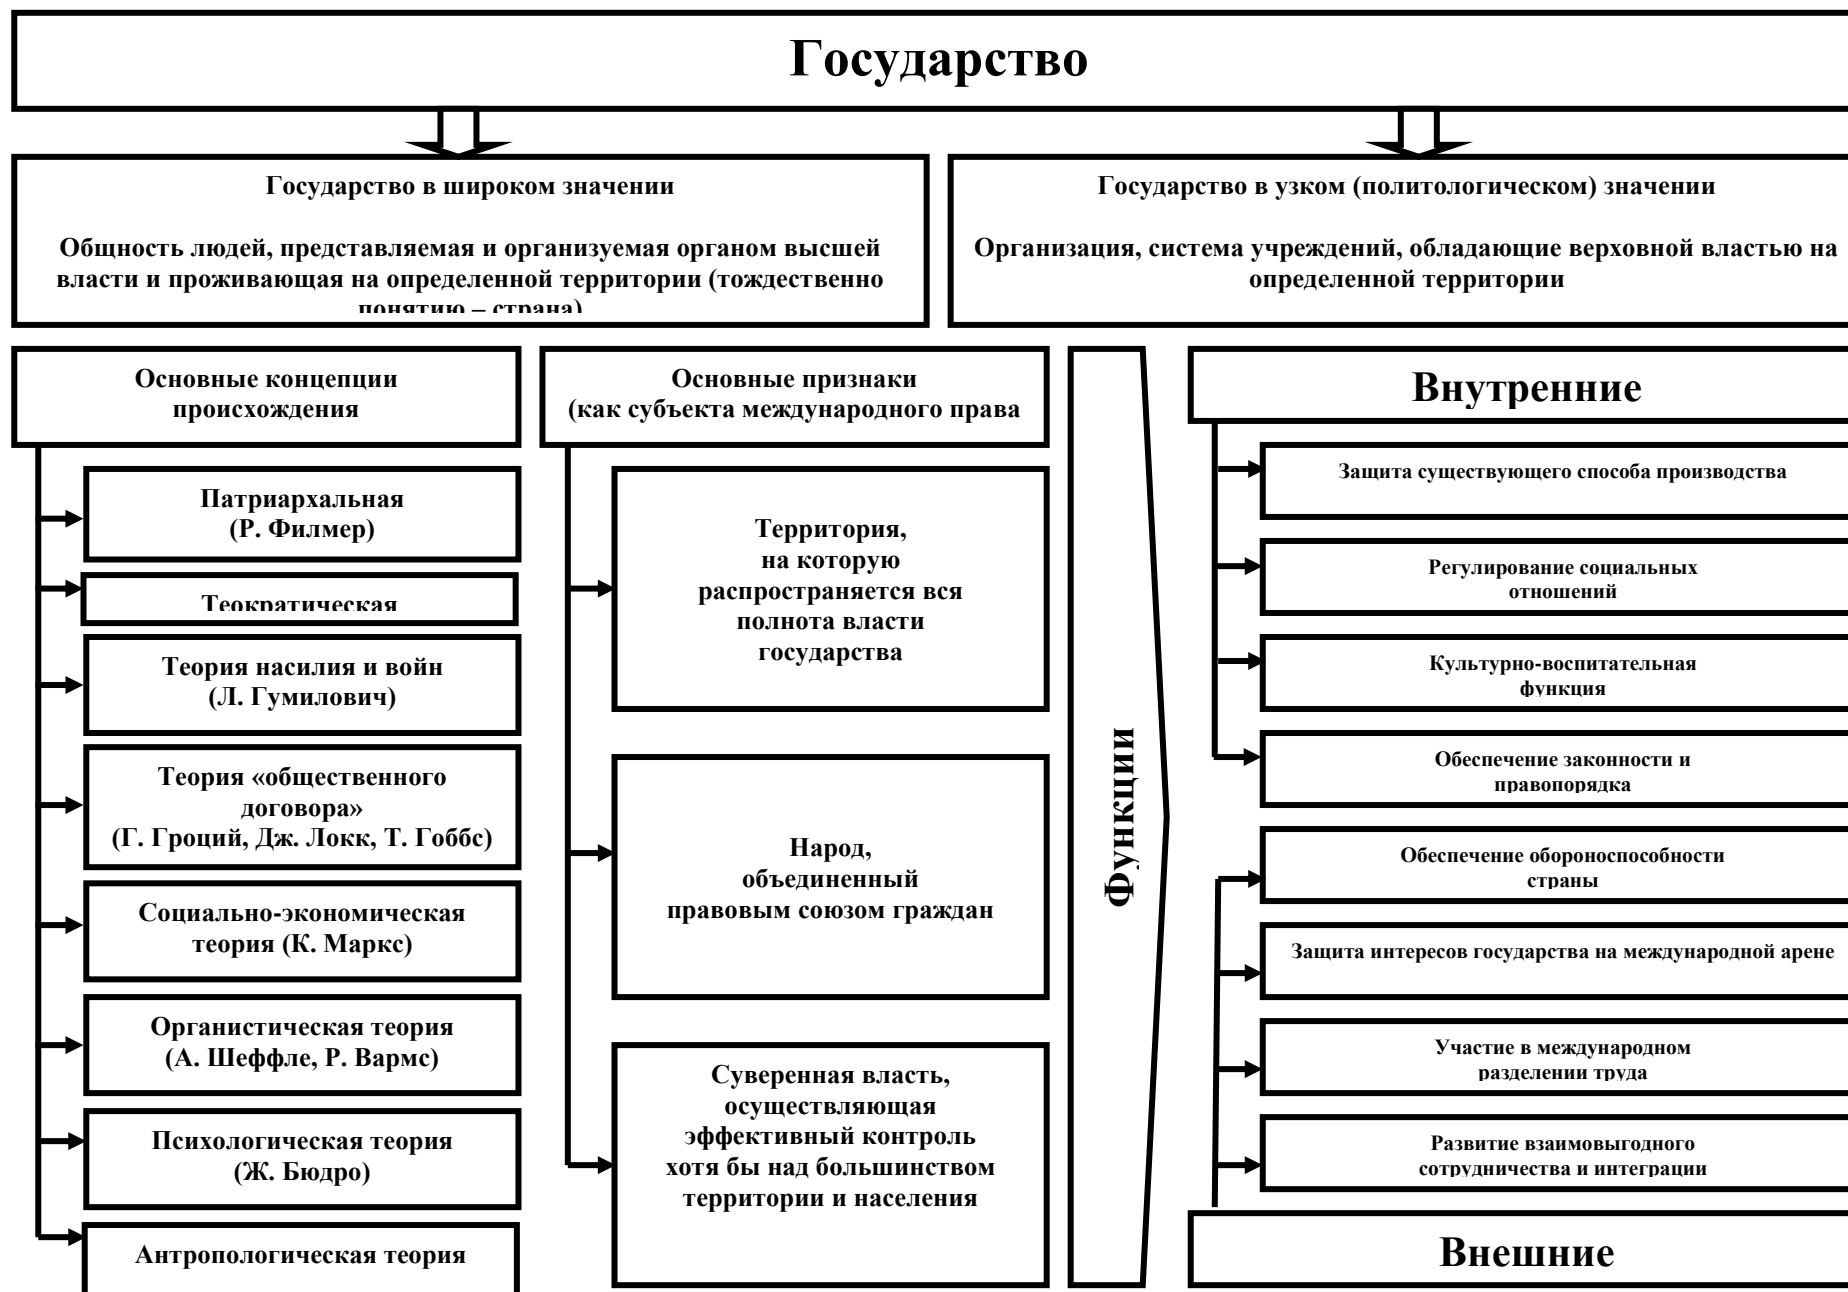 Государство
Государство в широком значении
Общность людей, представляемая и организуемая органом высшей
власти и проживающая на определенной территории (тождественно
понятию – страна)
Государство в узком (политологическом) значении
Организация, система учреждений, обладающие верховной властью на
определенной территории
Основные концепции
происхождения
Патриархальная
(Р. Филмер)
Теократическая
Теория насилия и войн
(Л. Гумилович)
Теория «общественного
договора»
(Г. Гроций, Дж. Локк, Т. Гоббс)
Социально-экономическая
теория (К. Маркс)
Органистическая теория
(А. Шеффле, Р. Вармс)
Психологическая теория
(Ж. Бюдро)
Антропологическая теория
Основные признаки
(как субъекта международного права
Территория,
на которую
распространяется вся
полнота власти
государства
Народ,
объединенный
правовым союзом граждан
Суверенная власть,
осуществляющая
эффективный контроль
хотя бы над большинством
территории и населения
Функции
Внутренние
Защита существующего способа производства
Регулирование социальных
отношений
Культурно-воспитательная
функция
Обеспечение законности и
правопорядка
Обеспечение обороноспособности
страны
Защита интересов государства на международной арене
Участие в международном
разделении труда
Развитие взаимовыгодного
сотрудничества и интеграции
Внешние